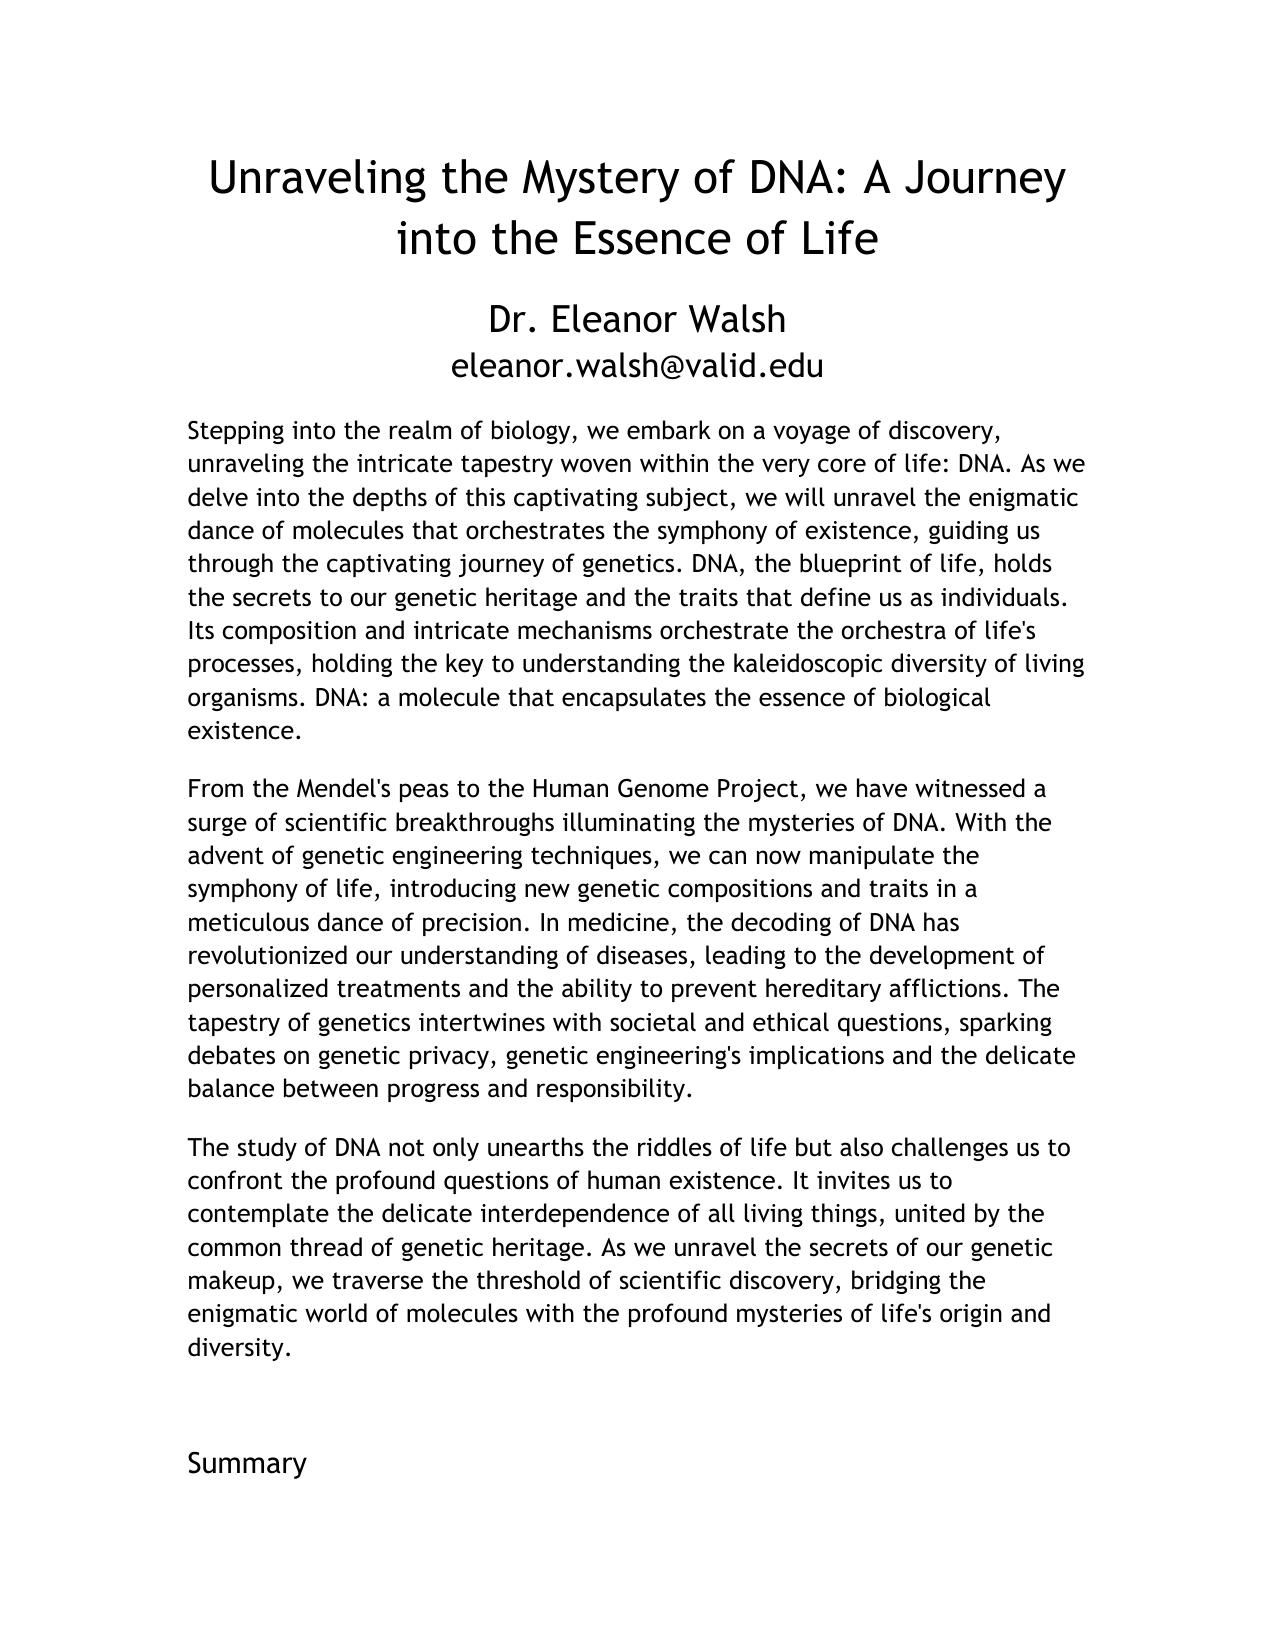 Unraveling the Mystery of DNA: A Journey
into the Essence of Life
Dr. Eleanor Walsh
eleanor.walsh@valid.edu
Stepping into the realm of biology, we embark on a voyage of discovery,
unraveling the intricate tapestry woven within the very core of life: DNA. As we
delve into the depths of this captivating subject, we will unravel the enigmatic
dance of molecules that orchestrates the symphony of existence, guiding us
through the captivating journey of genetics. DNA, the blueprint of life, holds
the secrets to our genetic heritage and the traits that define us as individuals.
Its composition and intricate mechanisms orchestrate the orchestra of life's
processes, holding the key to understanding the kaleidoscopic diversity of living
organisms. DNA: a molecule that encapsulates the essence of biological
existence.
From the Mendel's peas to the Human Genome Project, we have witnessed a
surge of scientific breakthroughs illuminating the mysteries of DNA. With the
advent of genetic engineering techniques, we can now manipulate the
symphony of life, introducing new genetic compositions and traits in a
meticulous dance of precision. In medicine, the decoding of DNA has
revolutionized our understanding of diseases, leading to the development of
personalized treatments and the ability to prevent hereditary afflictions. The
tapestry of genetics intertwines with societal and ethical questions, sparking
debates on genetic privacy, genetic engineering's implications and the delicate
balance between progress and responsibility.
The study of DNA not only unearths the riddles of life but also challenges us to
confront the profound questions of human existence. It invites us to
contemplate the delicate interdependence of all living things, united by the
common thread of genetic heritage. As we unravel the secrets of our genetic
makeup, we traverse the threshold of scientific discovery, bridging the
enigmatic world of molecules with the profound mysteries of life's origin and
diversity.
Summary